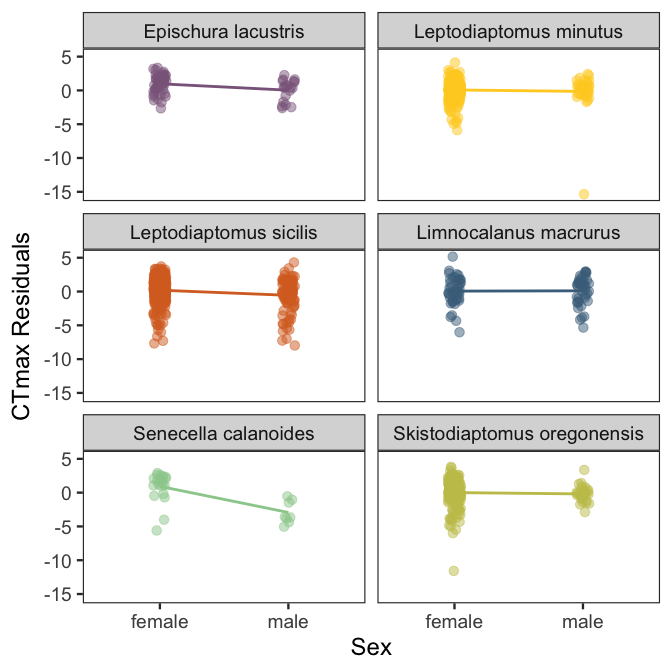 Epischura lacustris
Leptodiaptomus minutus
5
0
-5
-10
-15
Leptodiaptomus sicilis
Limnocalanus macrurus
5
0
-5
-10
-15
CTmax Residuals
Senecella calanoides
Skistodiaptomus oregonensis
5
0
-5
-10
-15
female
male
female
male
Sex